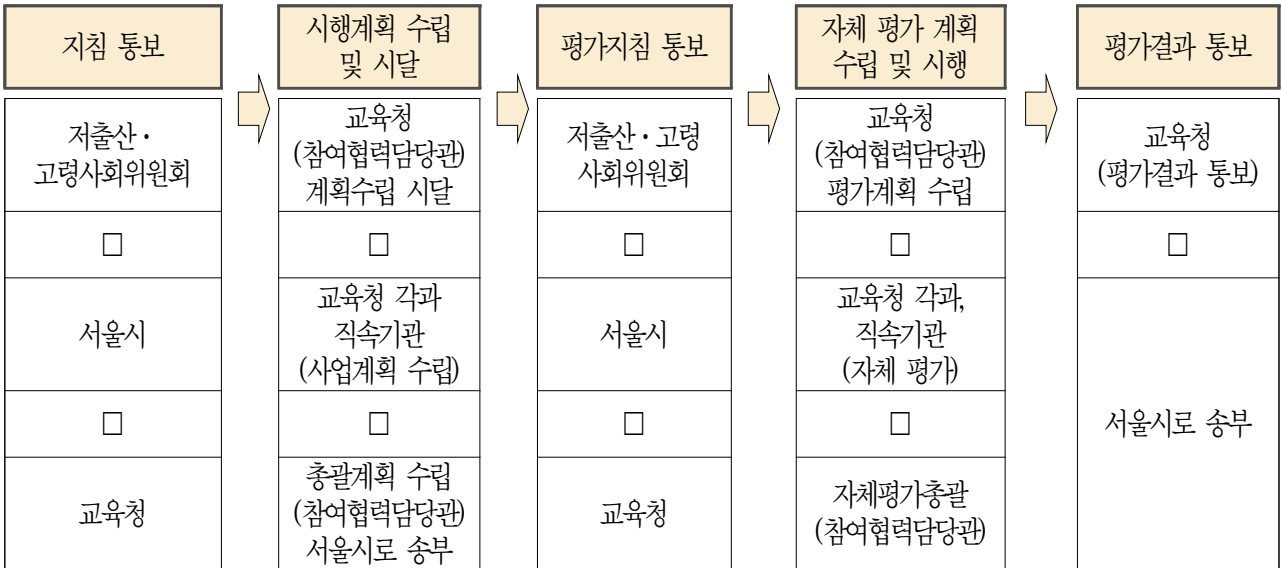 지침 통보
시행계획 수립
및 시달
평가지침 통보
자체 평가 계획
수립 및 시행
평가결과 통보
저출산・
고령사회위원회
□
서울시
□
교육청
교육청
(참여협력담당관)
계획수립 시달
□
교육청 각과
직속기관
(사업계획 수립)
□
총괄계획 수립
(참여협력담당관)
서울시로 송부
저출산・고령
사회위원회
□
서울시
□
교육청
교육청
(참여협력담당관)
평가계획 수립
□
교육청 각과,
직속기관
(자체 평가)
□
자체평가총괄
(참여협력담당관)
교육청
(평가결과 통보)
□
서울시로 송부